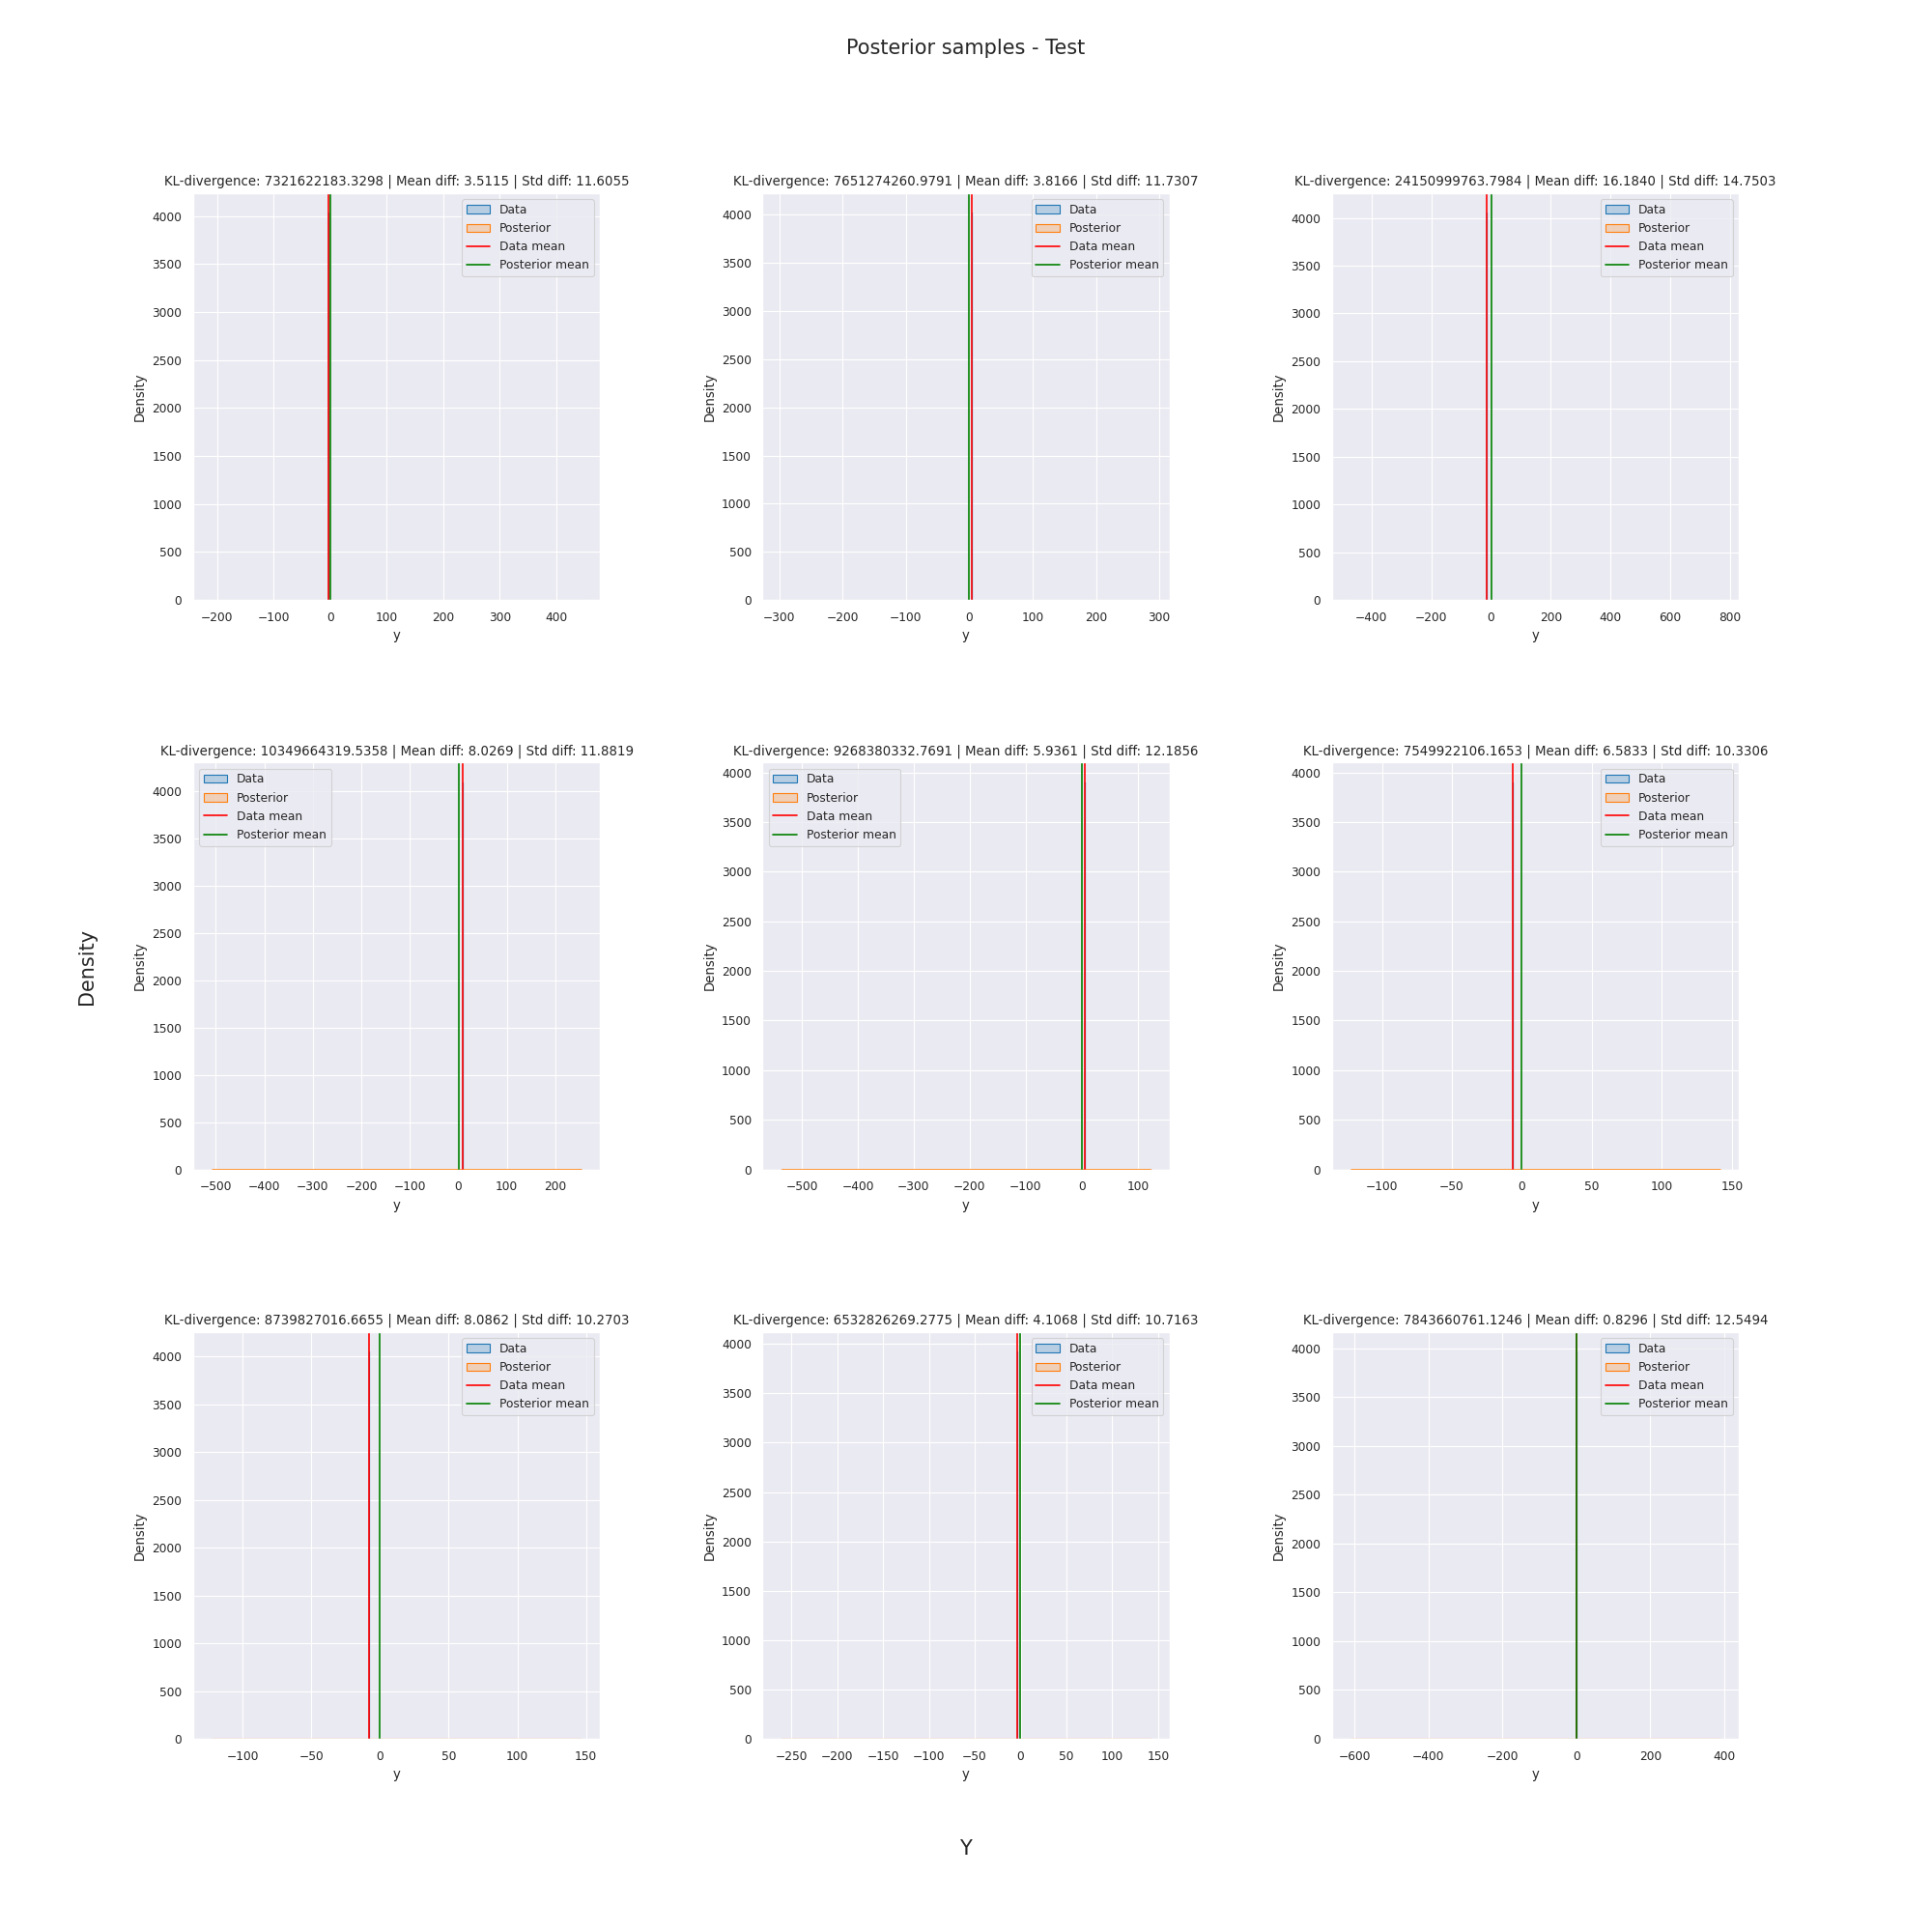 Posterior samples - Test
KL-divergence: 7321622183.3298 | Mean diff: 3.5115 | Std diff: 11.6055
Data
Posterior
Data mean
Posterior mean
4000
3500
3000
2500
2000
1500
1000
500
0
Density
−200 −100 0 100 200 300 400
y
KL-divergence: 7651274260.9791 | Mean diff: 3.8166 | Std diff: 11.7307
Data
Posterior
Data mean
Posterior mean
4000
3500
3000
2500
2000
1500
1000
500
0
Density
−300 −200 −100 0 100 200 300
y
KL-divergence: 24150999763.7984 | Mean diff: 16.1840 | Std diff: 14.7503
Data
Posterior
Data mean
Posterior mean
4000
3500
3000
2500
2000
1500
1000
500
0
Density
−400 −200 0 200 400 600 800
y
Density
KL-divergence: 10349664319.5358 | Mean diff: 8.0269 | Std diff: 11.8819
Data
Posterior
Data mean
Posterior mean
4000
3500
3000
2500
2000
1500
1000
500
0
Density
−500 −400 −300 −200 −100 0 100 200
y
KL-divergence: 9268380332.7691 | Mean diff: 5.9361 | Std diff: 12.1856
Data
Posterior
Data mean
Posterior mean
4000
3500
3000
2500
2000
1500
1000
500
0
Density
−500 −400 −300 −200 −100 0 100
y
KL-divergence: 7549922106.1653 | Mean diff: 6.5833 | Std diff: 10.3306
Data
Posterior
Data mean
Posterior mean
4000
3500
3000
2500
2000
1500
1000
500
0
Density
−100 −50 0 50 100 150
y
KL-divergence: 8739827016.6655 | Mean diff: 8.0862 | Std diff: 10.2703
Data
Posterior
Data mean
Posterior mean
4000
3500
3000
2500
2000
1500
1000
500
0
Density
−100 −50 0 50 100 150
y
KL-divergence: 6532826269.2775 | Mean diff: 4.1068 | Std diff: 10.7163
Data
Posterior
Data mean
Posterior mean
4000
3500
3000
2500
2000
1500
1000
500
0
Density
−250 −200 −150 −100 −50 0 50 100 150
y
KL-divergence: 7843660761.1246 | Mean diff: 0.8296 | Std diff: 12.5494
Data
Posterior
Data mean
Posterior mean
4000
3500
3000
2500
2000
1500
1000
500
0
Density
−600 −400 −200 0 200 400
y
Y